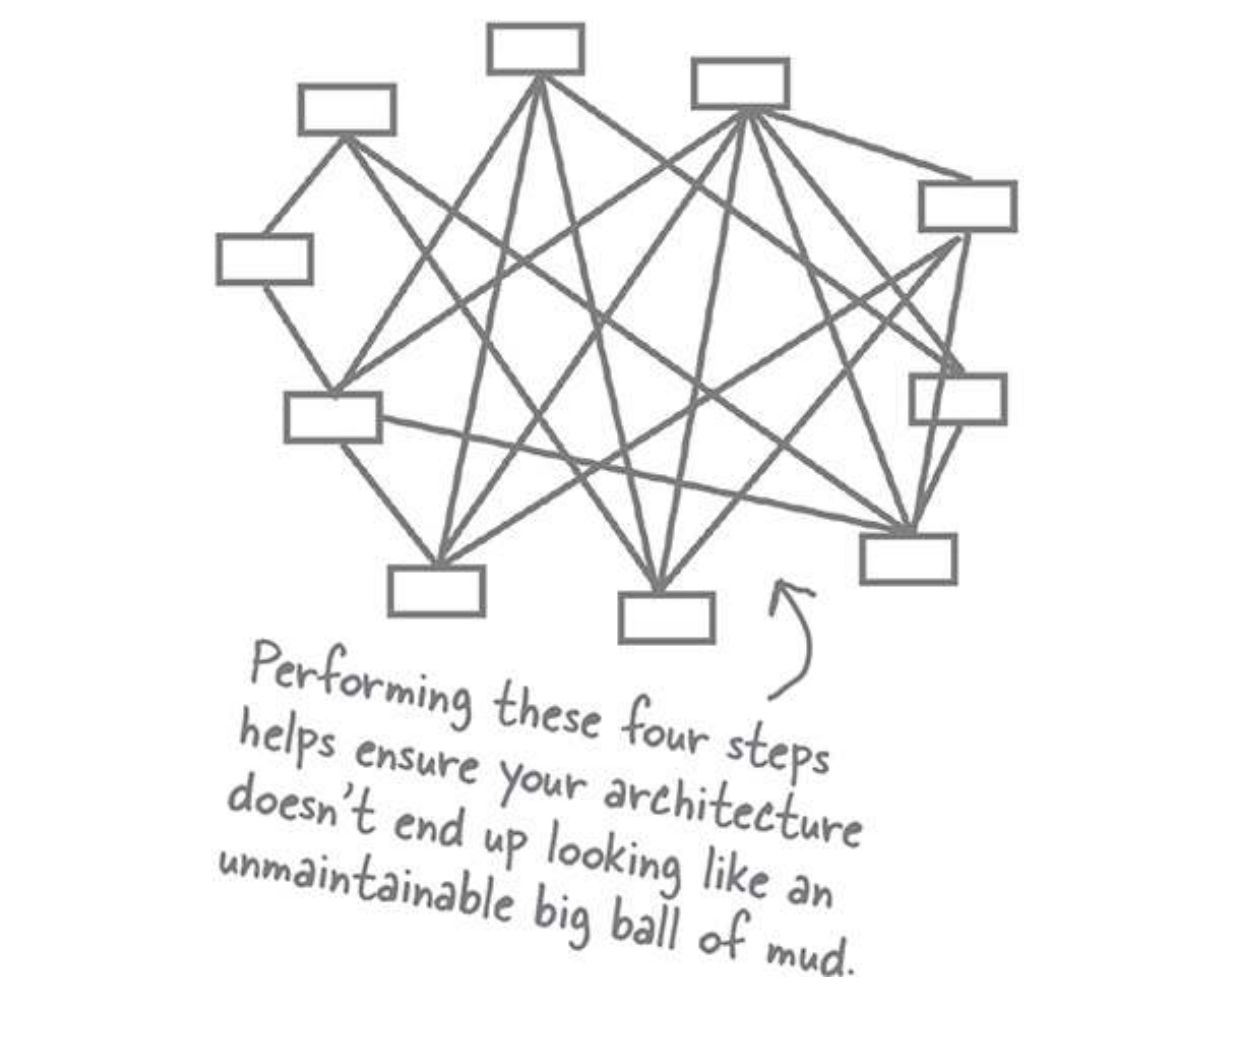 Performing these four steps
helps ensure your architecture
doesn't end up looking like an
unmaintainable big ball of mud.